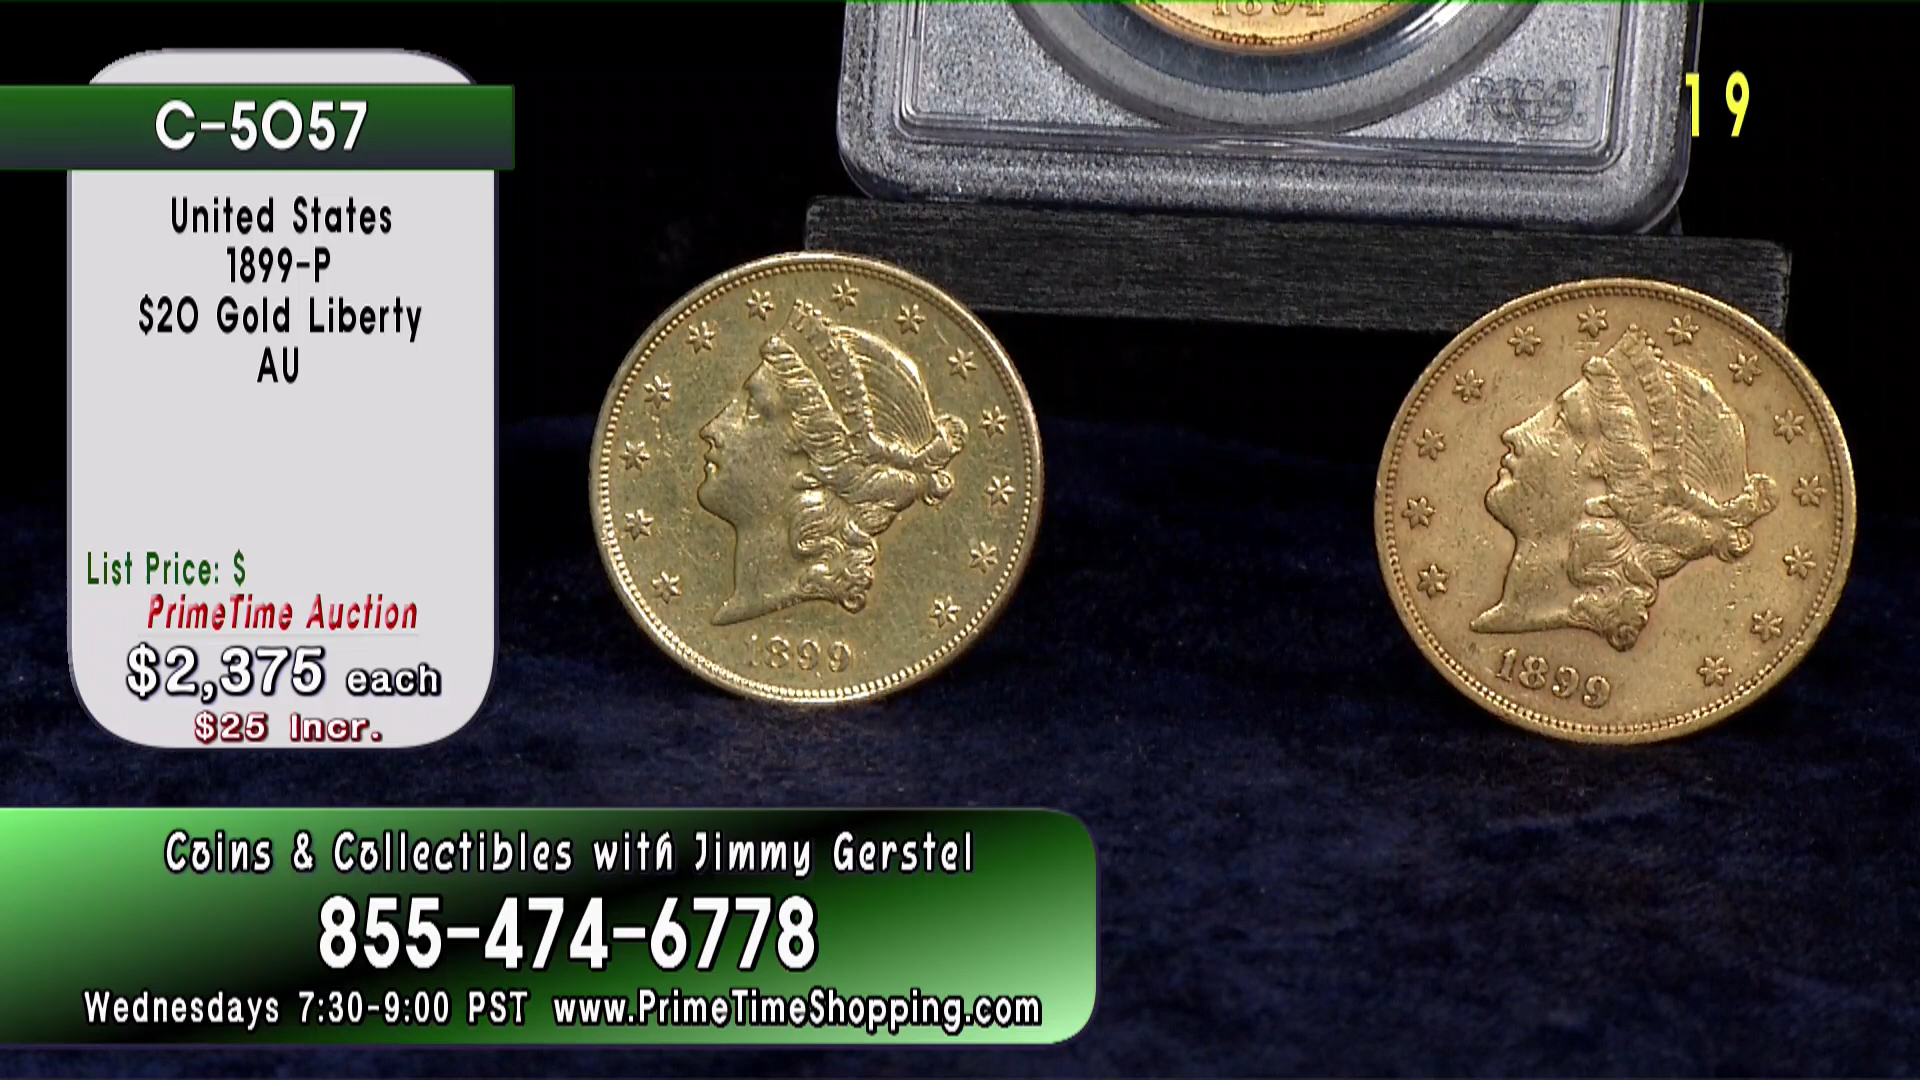 1894
PCGS
19
C-5057
United States
1899-P
$20 Gold Liberty
AU
List Price: $
PrimeTime Auction
$2,375 each
$25 Incr.
LIBERTY
1899
LIBERTY
1899
Coins & Collectibles with Jimmy Gerstel
855-474-6778
Wednesdays 7:30-9:00 PST www.PrimeTimeShopping.com